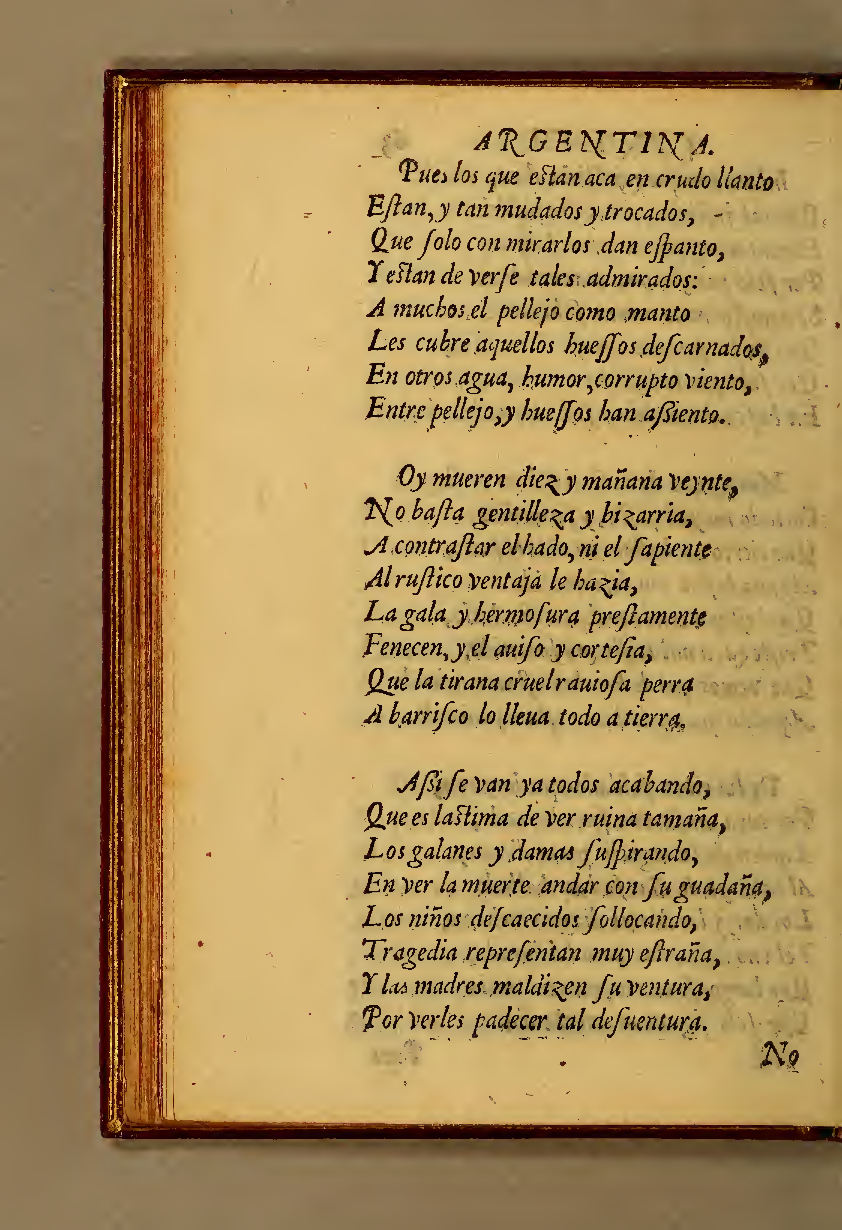 ARGENTINA.
Pues los que eſtàn aca en crudo llanto
Eſtan, y tan mudados y trocados,
Que ſolo con mirarlos dan eſpanto,
Y eſtan de verſe tales admirados:
A muchos el pellejo como manto
Les cubre aquellos hueſſos deſcarnados,
En otros agua, humor, corrupto viento,
Entre pellejo, y hueſſos han aſsiento.
Oy mueren diez y mañana veynte,
No baſta gentilleza y bizarria,
A contraſtar el hado, ni el ſapiente
Al ruſtico ventaja le hazia,
La gala y hermoſura preſtamente
Fenecen, y el auiſo y corteſia,
Que la tirana cruel rauioſa perra
A barriſco lo lleua todo a tierra.
Aſsi ſe van ya todos acabando,
Que es laſtima de ver ruina tamaña,
Los galanes y damas ſuſpirando,
En ver la muerte andar con ſu guadaña,
Los niños deſcaecidos ſollocando,
Tragedia repreſentan muy eſtraña,
Y las madres maldizen ſu ventura,
Por verles padecer tal deſuentura.
No